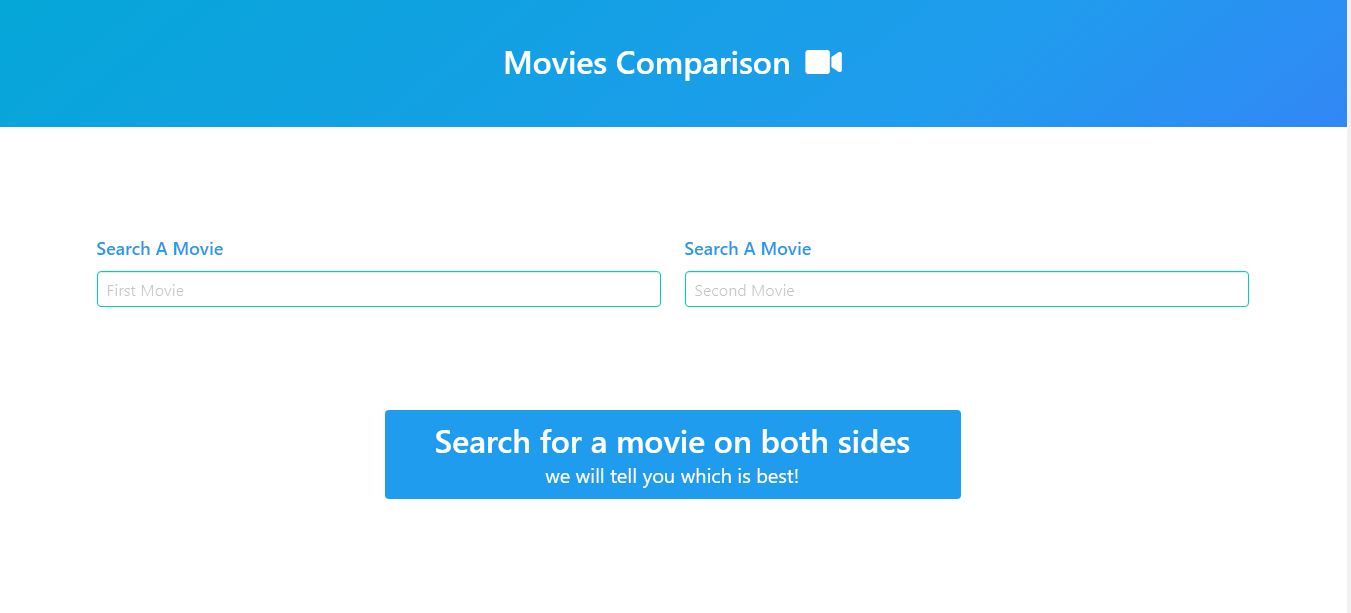 Movies Comparison
Search A Movie
First Movie
Search A Movie
Second Movie
Search for a movie on both sides
we will tell you which is best!